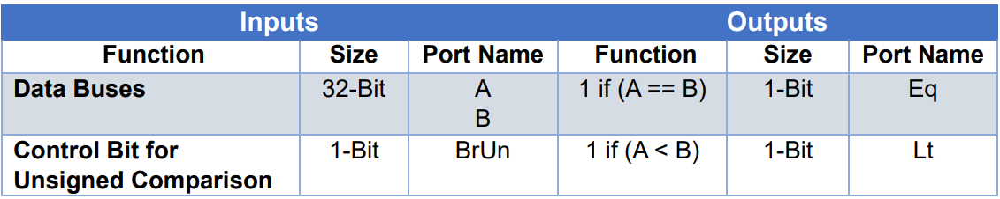 Inputs Outputs
Function Size Port Name Function Size Port Name
Data Buses 32-Bit A 1 if (A == B) 1-Bit Eq
B
Control Bit for 1-Bit BrUn 1 if (A < B) 1-Bit Lt
Unsigned Comparison